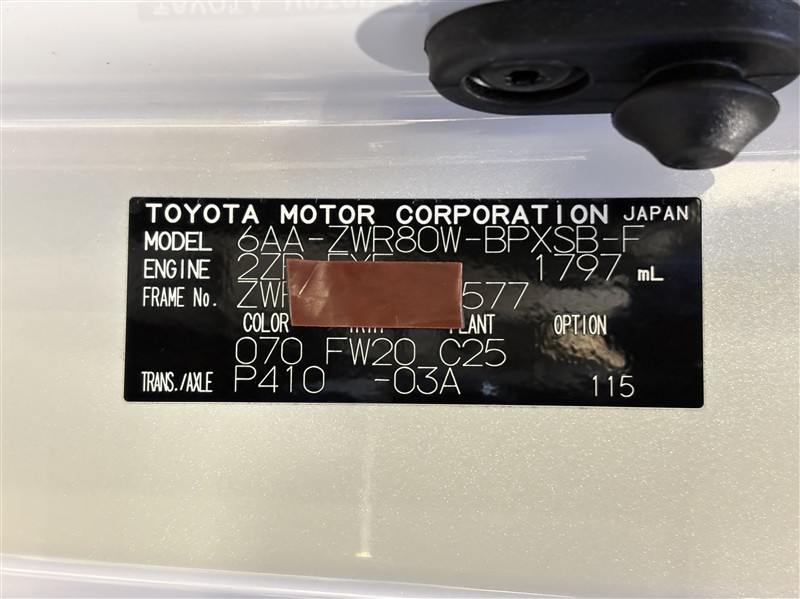 TOYOTA MOTOR CORPORATION JAPAN
MODEL 6AA-ZWR80W-BPXSB-F
ENGINE 1797 mL
FRAME No. 577
COLOR PLANT OPTION
070 FW20 C25
TRANS./AXLE P410 -03A 115